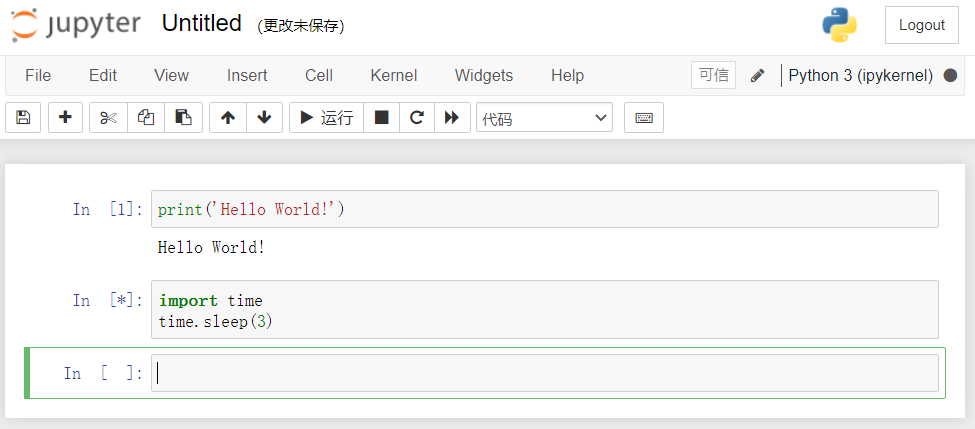 jupyter Untitled (更改未保存) Logout
File Edit View Insert Cell Kernel Widgets Help 可信 Python 3 (ipykernel)
运行 代码
In [1]: print('Hello World!')
Hello World!
In [*]: import time
time.sleep(3)
In [ ]: